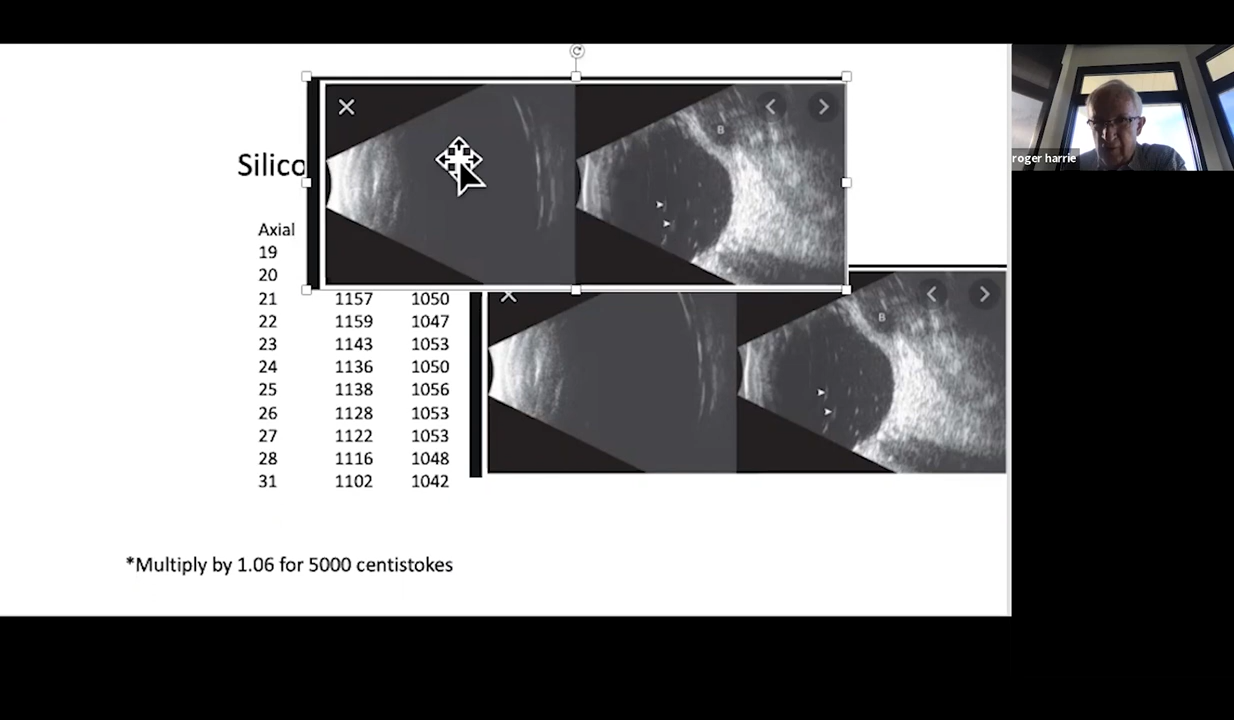 Silico
Axial
19
20
21 1157 1050
22 1159 1047
23 1143 1053
24 1136 1050
25 1138 1056
26 1128 1053
27 1122 1053
28 1116 1048
31 1102 1042
*Multiply by 1.06 for 5000 centistokes
B
B
roger harrie